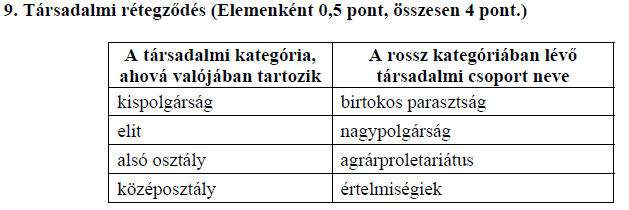 9. Társadalmi rétegződés (Elemenként 0,5 pont, összesen 4 pont.)
A társadalmi kategória, ahová valójában tartozik
A rossz kategóriában lévő társadalmi csoport neve
kispolgárság birtokos parasztság
elit nagypolgárság
alsó osztály agrárproletariátus
középosztály értelmiségiek